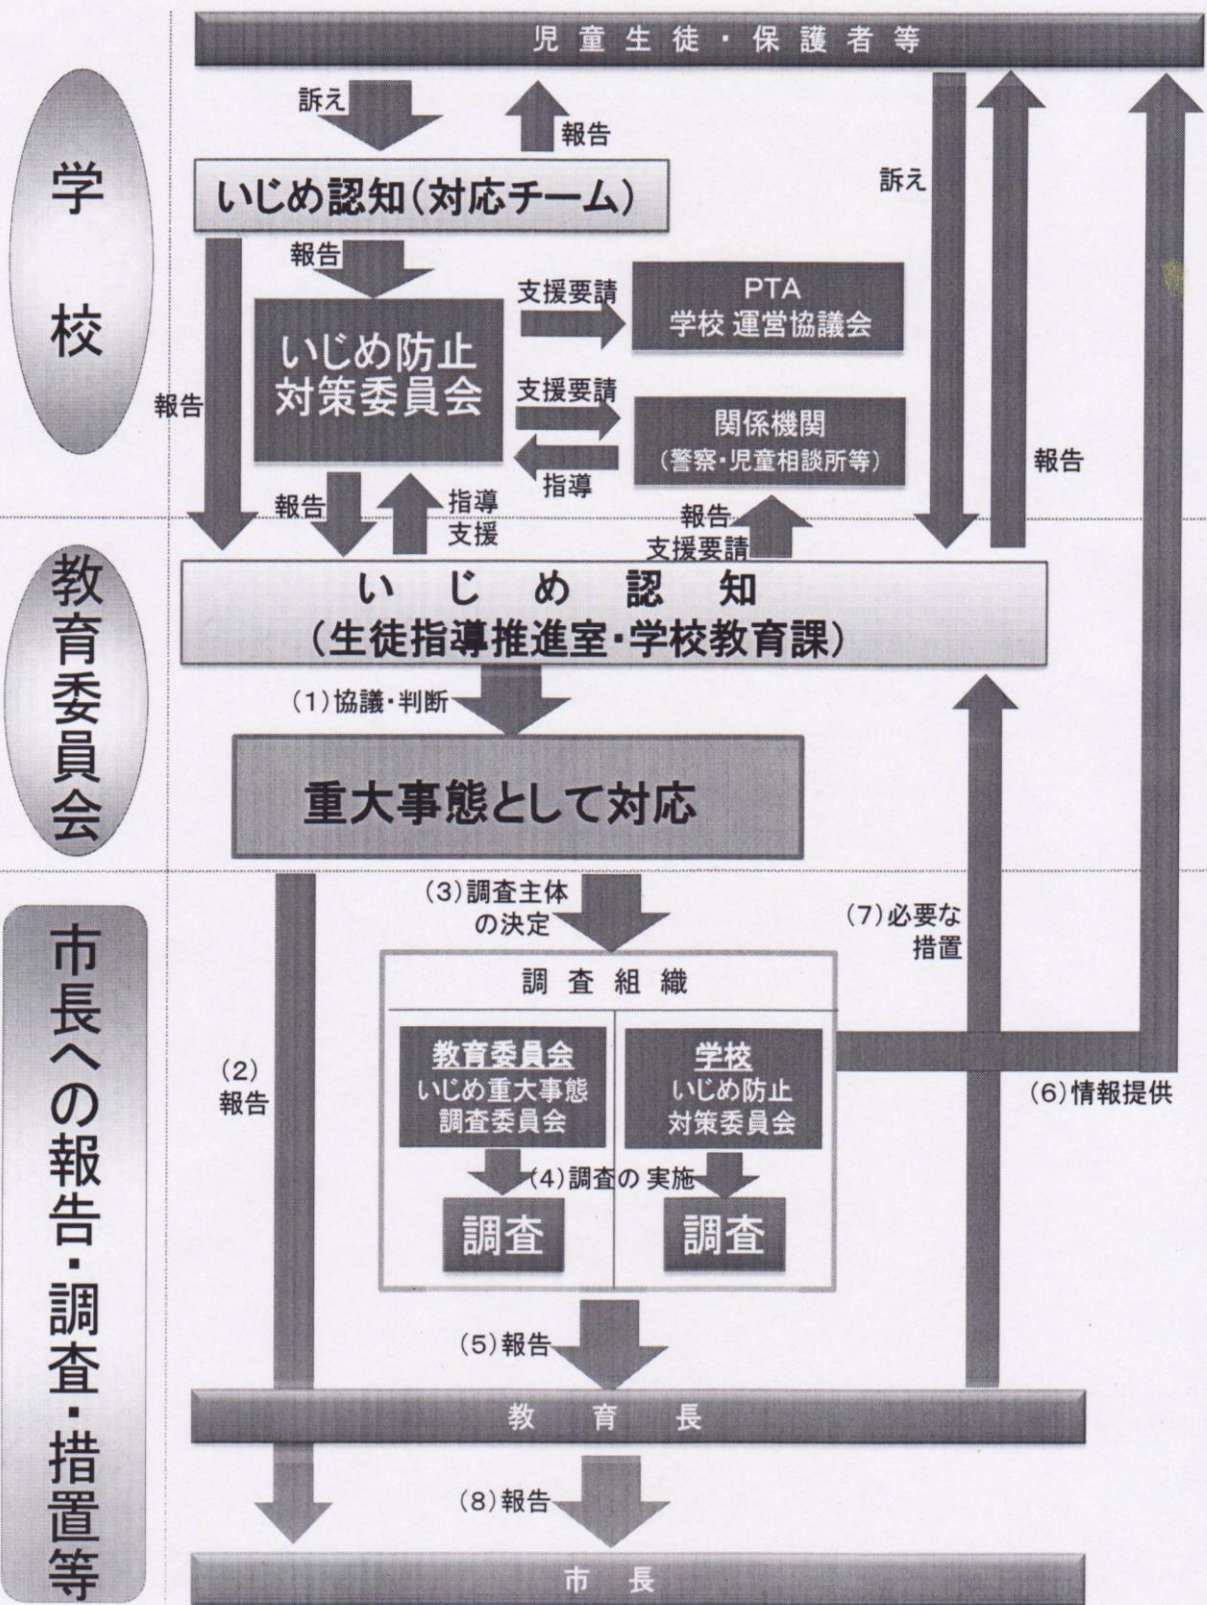 児童生徒・保護者等
学校
訴え
報告
いじめ認知(対応チーム)
訴え
報告
報告
いじめ防止
対策委員会
支援要請
PTA
学校 運営協議会
支援要請
指導
関係機関
(警察・児童相談所等)
報告
報告
指導
支援
報告
支援要請
教育委員会
いじめ認知
(生徒指導推進室・学校教育課)
(1)協議・判断
重大事態として対応
市長への報告・調査・措置等
(2)
報告
(3)調査主体
の決定
(7)必要な
措置
調査組織
教育委員会
いじめ重大事態
調査委員会
学校
いじめ防止
対策委員会
(6)情報提供
(4)調査の 実施
調査
調査
(5)報告
教育長
(8)報告
市長